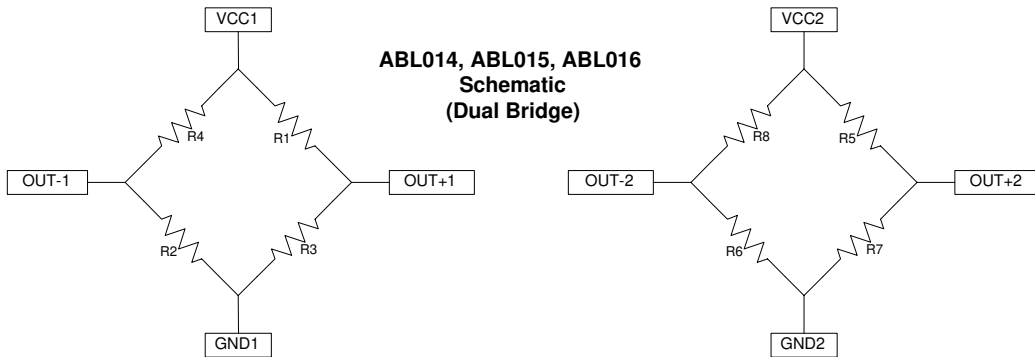 VCC1
VCC2
ABL014, ABL015, ABL016
Schematic
(Dual Bridge)
R4
R1
R8
R5
OUT-1
OUT+1
OUT-2
OUT+2
R2
R3
R6
R7
GND1
GND2